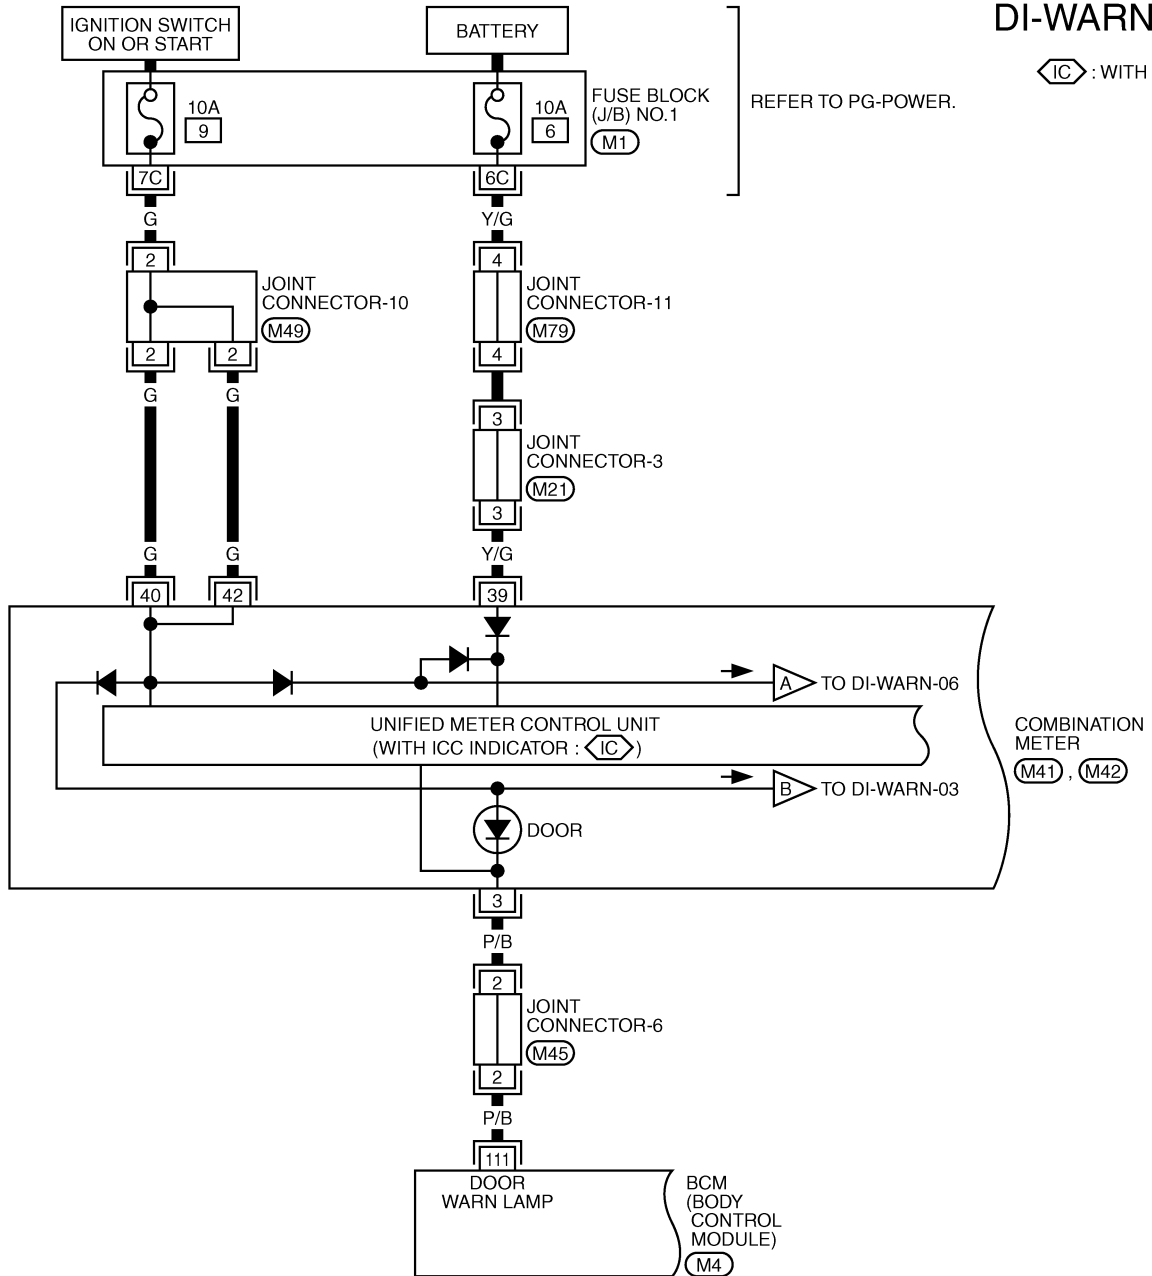 DI-WARN
IC : WITH
IGNITION SWITCH
ON OR START
BATTERY
10A
9
10A
6
FUSE BLOCK
(J/B) NO.1
M1
REFER TO PG-POWER.
7C
6C
G
Y/G
2
4
JOINT
CONNECTOR-10
M49
JOINT
CONNECTOR-11
M79
2
2
4
G
G
3
JOINT
CONNECTOR-3
M21
3
G
G
Y/G
40
42
39
A TO DI-WARN-06
UNIFIED METER CONTROL UNIT
(WITH ICC INDICATOR : IC )
COMBINATION
METER
M41 , M42
B TO DI-WARN-03
DOOR
3
P/B
2
JOINT
CONNECTOR-6
M45
2
P/B
111
DOOR
WARN LAMP
BCM
(BODY
CONTROL
MODULE)
M4